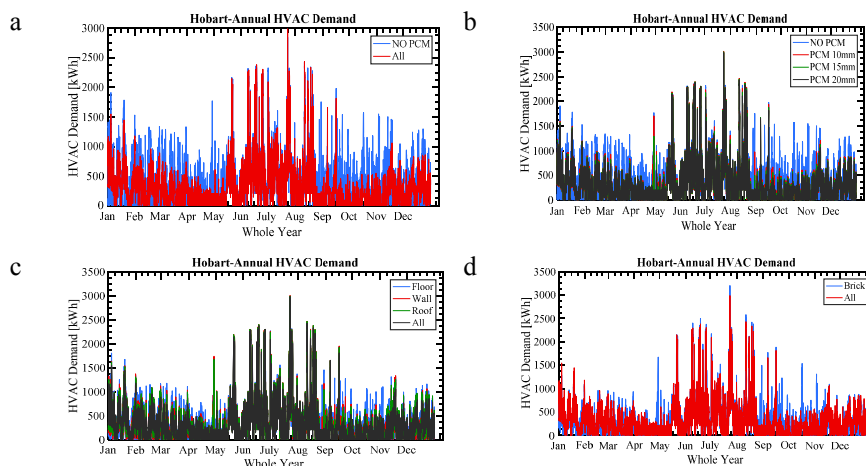 a
Hobart-Annual HVAC Demand
3000
2500
2000
1500
1000
500
0
HVAC Demand [kWh]
NO PCM
All
Jan Feb Mar Apr May Jun July Aug Sep Oct Nov Dec
Whole Year
b
Hobart-Annual HVAC Demand
3500
3000
2500
2000
1500
1000
500
0
HVAC Demand [kWh]
NO PCM
PCM 10mm
PCM 15mm
PCM 20mm
Jan Feb Mar Apr May Jun July Aug Sep Oct Nov Dec
Whole Year
c
Hobart-Annual HVAC Demand
3500
3000
2500
2000
1500
1000
500
0
HVAC Demand [kWh]
Floor
Wall
Roof
All
Jan Feb Mar Apr May Jun July Aug Sep Oct Nov Dec
Whole Year
d
Hobart-Annual HVAC Demand
3500
3000
2500
2000
1500
1000
500
0
HVAC Demand [kWh]
Brick
All
Jan Feb Mar Apr May Jun July Aug Sep Oct Nov Dec
Whole Year